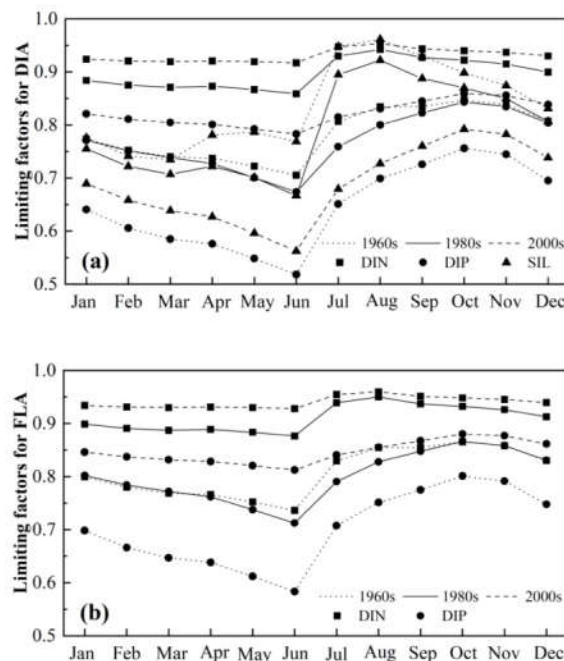 Limiting factors for DIA
1.0
0.9
0.8
0.7
0.6
0.5
(a)
1960s 1980s 2000s
DIN DIP SIL
Jan Feb Mar Apr May Jun Jul Aug Sep Oct Nov Dec
Limiting factors for FLA
1.0
0.9
0.8
0.7
0.6
0.5
(b)
1960s 1980s 2000s
DIN DIP
Jan Feb Mar Apr May Jun Jul Aug Sep Oct Nov Dec